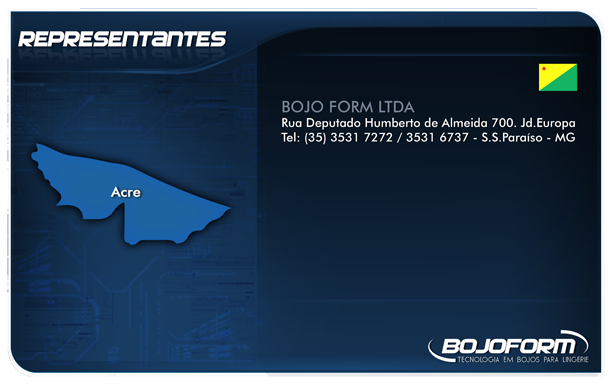 REPRESENTANTES
BOJO FORM LTDA
Rua Deputado Humberto de Almeida 700. Jd.Europa
Tel: (35) 3531 7272 / 3531 6737 - S.S.Paraíso - MG
Acre
BOJOFORM
TECNOLOGIA EM BOJOS PARA LINGERIE